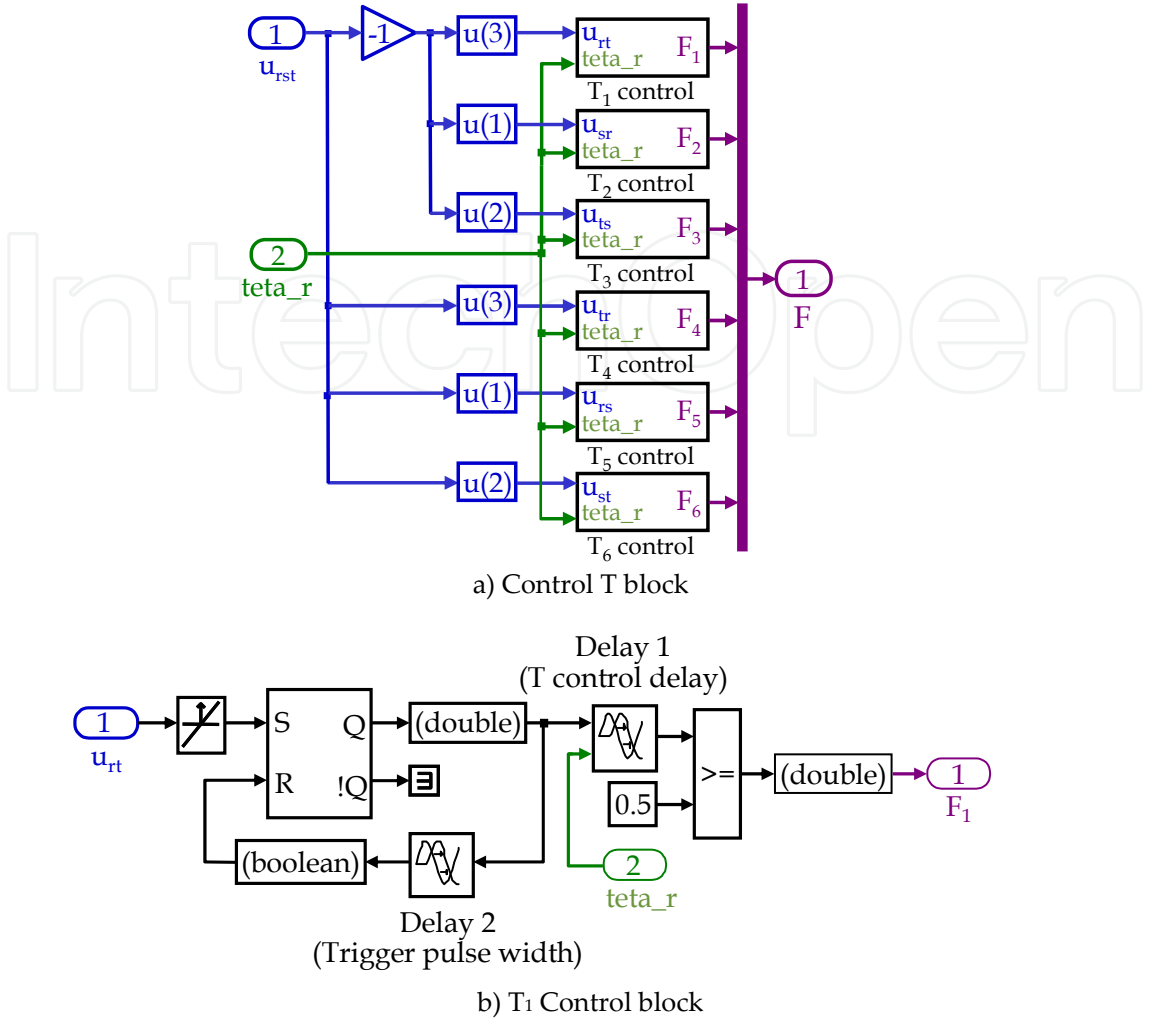 1
u_rst
-1
u(3)
u_rt
teta_r
F_1
T_1 control
u(1)
u_sr
teta_r
F_2
T_2 control
u(2)
u_ts
teta_r
F_3
T_3 control
2
teta_r
u(3)
u_tr
teta_r
F_4
T_4 control
1
F
u(1)
u_rs
teta_r
F_5
T_5 control
u(2)
u_st
teta_r
F_6
T_6 control
IntechOpen
a) Control T block
Delay 1
(T control delay)
1
u_rt
S
Q
R
!Q
(double)
>=
0.5
(double)
1
F_1
(boolean)
2
teta_r
Delay 2
(Trigger pulse width)
b) T1 Control block